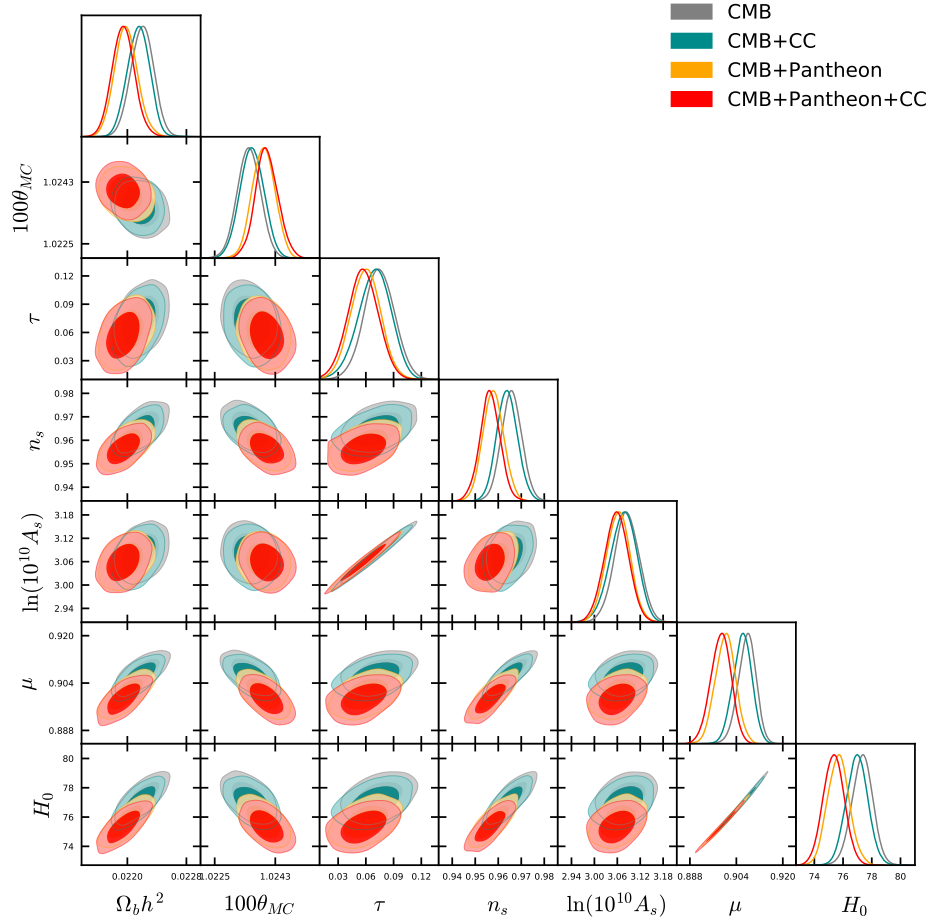 CMB
CMB+CC
CMB+Pantheon
CMB+Pantheon+CC
1.0243
1.0225
100θ_MC
0.12
0.09
0.06
0.03
τ
0.98
0.97
0.96
0.95
0.94
n_s
3.18
3.12
3.06
3.00
2.94
ln(10^10 A_s)
0.920
0.904
0.888
μ
80
78
76
74
H_0
0.0220 0.0228 1.0225 1.0243 0.03 0.06 0.09 0.12 0.94 0.95 0.96 0.97 0.98 2.94 3.00 3.06 3.12 3.18 0.888 0.904 0.920 74 76 78 80
Ω_b h^2 100θ_MC τ n_s ln(10^10 A_s) μ H_0